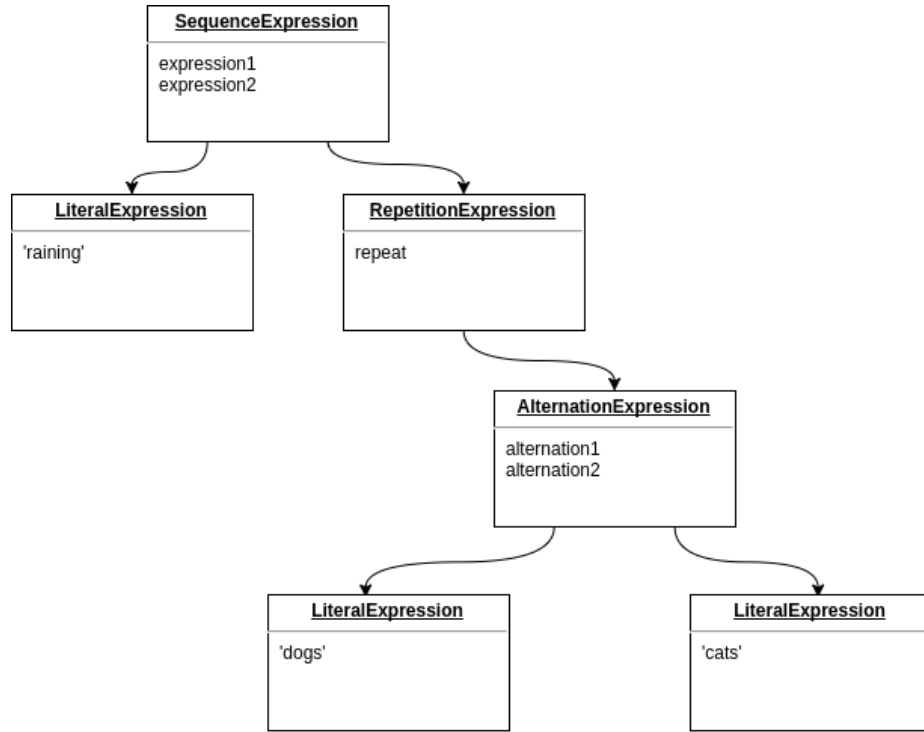 SequenceExpression
expression1
expression2
LiteralExpression
'raining'
RepetitionExpression
repeat
AlternationExpression
alternation1
alternation2
LiteralExpression
'dogs'
LiteralExpression
'cats'